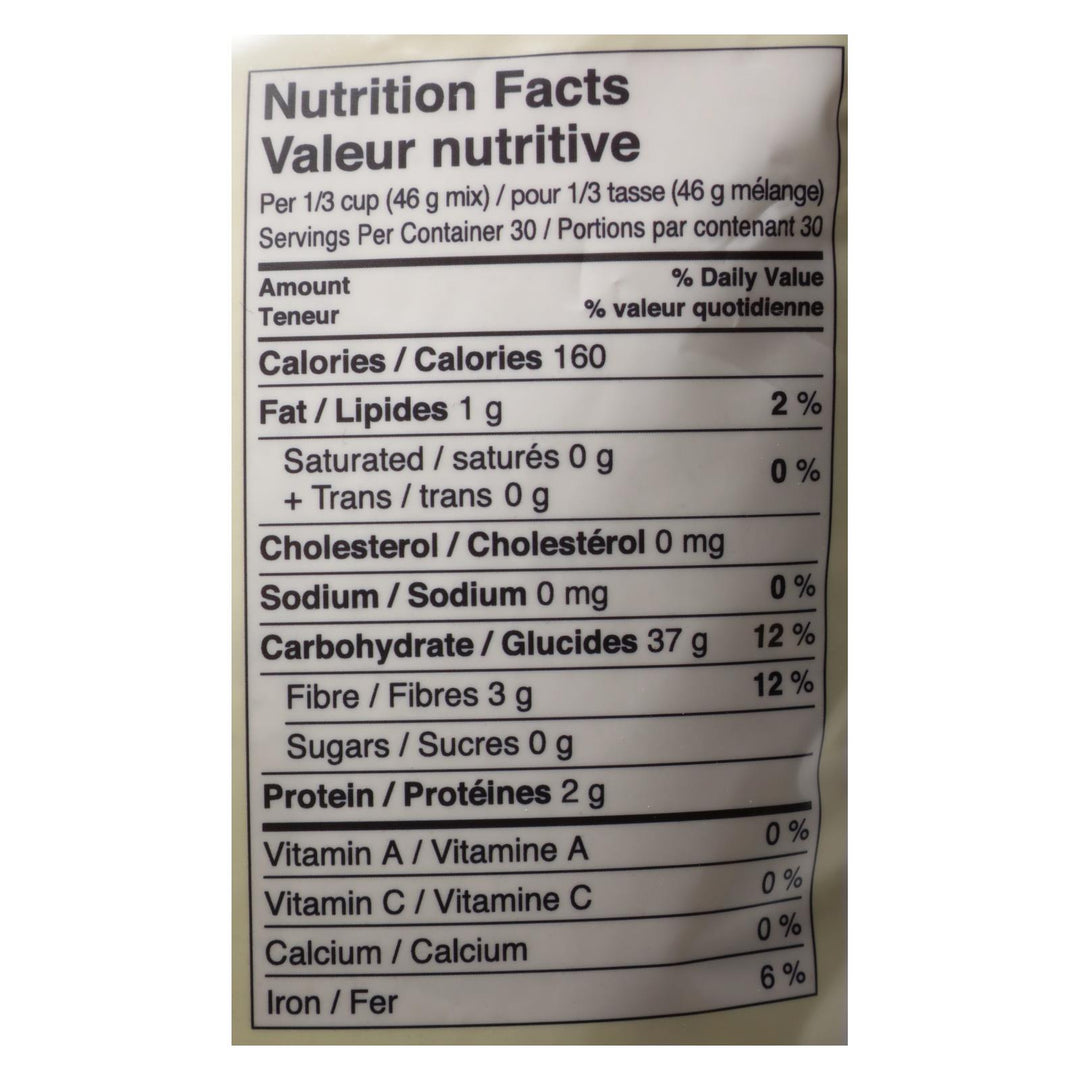 Nutrition Facts
Valeur nutritive
Per 1/3 cup (46 g mix) / pour 1/3 tasse (46 g mélange)
Servings Per Container 30 / Portions par contenant 30
Amount % Daily Value
Teneur % valeur quotidienne
Calories / Calories 160
Fat / Lipides 1 g 2 %
Saturated / saturés 0 g 0 %
+ Trans / trans 0 g
Cholesterol / Cholestérol 0 mg
Sodium / Sodium 0 mg 0 %
Carbohydrate / Glucides 37 g 12 %
Fibre / Fibres 3 g 12 %
Sugars / Sucres 0 g
Protein / Protéines 2 g
Vitamin A / Vitamine A 0 %
Vitamin C / Vitamine C 0 %
Calcium / Calcium 0 %
Iron / Fer 6 %